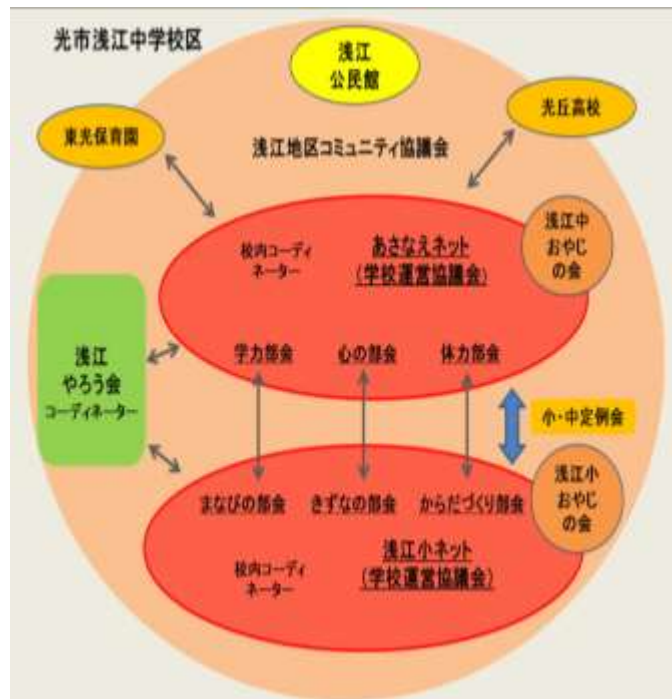 光市浅江中学校区
浅江
公民館
東光保育園
光丘高校
浅江地区コミュニティ協議会
校内コーディ
ネーター
あさなえネット
(学校運営協議会)
浅江中
おやじ
の会
学力部会
心の部会
体力部会
浅江
やろう会
コーディネーター
小・中定例会
まなびの部会
きずなの部会
からだづくり部会
浅江小
おやじ
の会
校内コーディ
ネーター
浅江小ネット
(学校運営協議会)